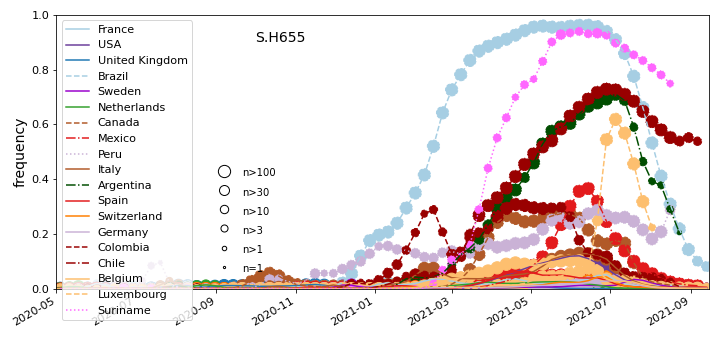 S.H655
frequency
1.0
0.8
0.6
0.4
0.2
0.0
France
USA
United Kingdom
Brazil
Sweden
Netherlands
Canada
Mexico
Peru
Italy
Argentina
Spain
Switzerland
Germany
Colombia
Chile
Belgium
Luxembourg
Suriname
n>100
n>30
n>10
n>3
n>1
n=1
2020-05
2020-09
2020-11
2021-01
2021-03
2021-05
2021-07
2021-09